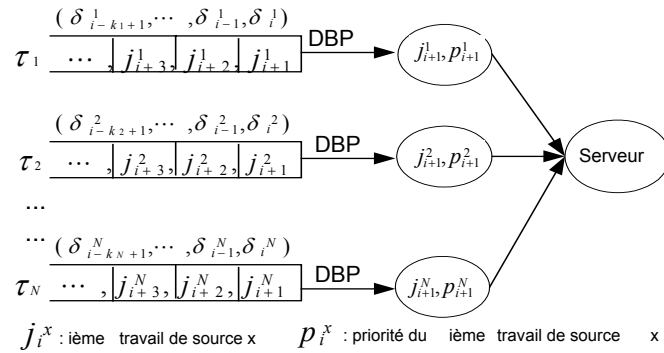 (δ^1_{i-k_1+1}, ⋯ , δ^1_{i-1}, δ^1_i)
τ_1 ⋯ , j^1_{i+3}, j^1_{i+2}, j^1_{i+1} DBP j^1_{i+1}, p^1_{i+1}
(δ^2_{i-k_2+1}, ⋯ , δ^2_{i-1}, δ^2_i)
τ_2 ⋯ , j^2_{i+3}, j^2_{i+2}, j^2_{i+1} DBP j^2_{i+1}, p^2_{i+1} Serveur
...
...
(δ^N_{i-k_N+1}, ⋯ , δ^N_{i-1}, δ^N_i)
τ_N ⋯ , j^N_{i+3}, j^N_{i+2}, j^N_{i+1} DBP j^N_{i+1}, p^N_{i+1}
j_i^x : ième travail de source x p_i^x : priorité du ième travail de source x